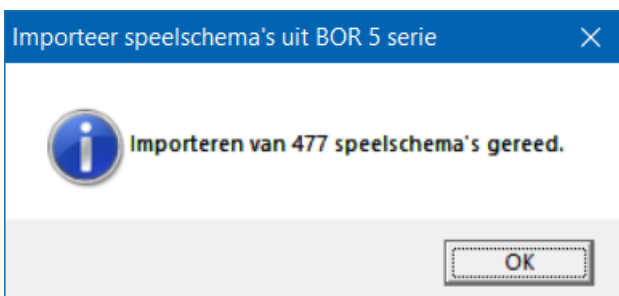 Importeer speelschema's uit BOR 5 serie
Importeren van 477 speelschema's gereed.
OK